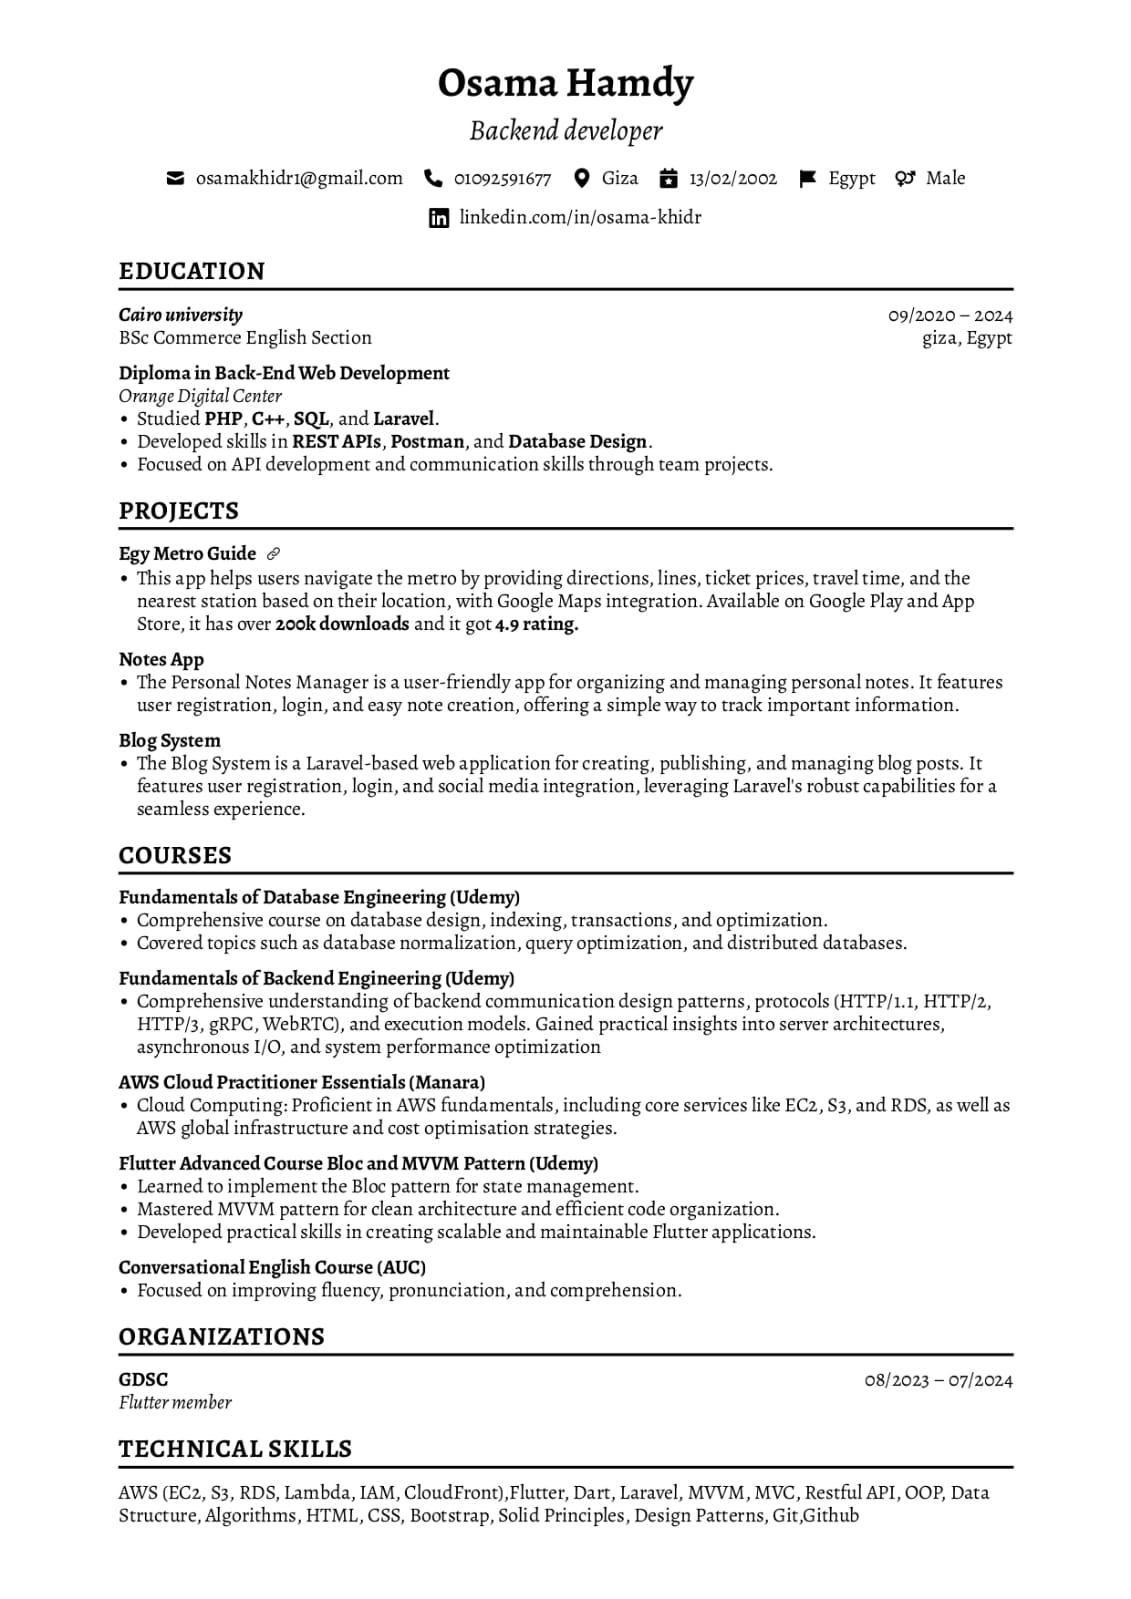 Osama Hamdy
Backend developer
osamakhidr1@gmail.com 01092591677 Giza 13/02/2002 Egypt Male
linkedin.com/in/osama-khidr
EDUCATION
Cairo university 09/2020 – 2024
BSc Commerce English Section giza, Egypt
Diploma in Back-End Web Development
Orange Digital Center
• Studied PHP, C++, SQL, and Laravel.
• Developed skills in REST APIs, Postman, and Database Design.
• Focused on API development and communication skills through team projects.
PROJECTS
Egy Metro Guide
• This app helps users navigate the metro by providing directions, lines, ticket prices, travel time, and the
nearest station based on their location, with Google Maps integration. Available on Google Play and App
Store, it has over 200k downloads and it got 4.9 rating.
Notes App
• The Personal Notes Manager is a user-friendly app for organizing and managing personal notes. It features
user registration, login, and easy note creation, offering a simple way to track important information.
Blog System
• The Blog System is a Laravel-based web application for creating, publishing, and managing blog posts. It
features user registration, login, and social media integration, leveraging Laravel's robust capabilities for a
seamless experience.
COURSES
Fundamentals of Database Engineering (Udemy)
• Comprehensive course on database design, indexing, transactions, and optimization.
• Covered topics such as database normalization, query optimization, and distributed databases.
Fundamentals of Backend Engineering (Udemy)
• Comprehensive understanding of backend communication design patterns, protocols (HTTP/1.1, HTTP/2,
HTTP/3, gRPC, WebRTC), and execution models. Gained practical insights into server architectures,
asynchronous I/O, and system performance optimization
AWS Cloud Practitioner Essentials (Manara)
• Cloud Computing: Proficient in AWS fundamentals, including core services like EC2, S3, and RDS, as well as
AWS global infrastructure and cost optimisation strategies.
Flutter Advanced Course Bloc and MVVM Pattern (Udemy)
• Learned to implement the Bloc pattern for state management.
• Mastered MVVM pattern for clean architecture and efficient code organization.
• Developed practical skills in creating scalable and maintainable Flutter applications.
Conversational English Course (AUC)
• Focused on improving fluency, pronunciation, and comprehension.
ORGANIZATIONS
GDSC 08/2023 – 07/2024
Flutter member
TECHNICAL SKILLS
AWS (EC2, S3, RDS, Lambda, IAM, CloudFront),Flutter, Dart, Laravel, MVVM, MVC, Restful API, OOP, Data
Structure, Algorithms, HTML, CSS, Bootstrap, Solid Principles, Design Patterns, Git,Github